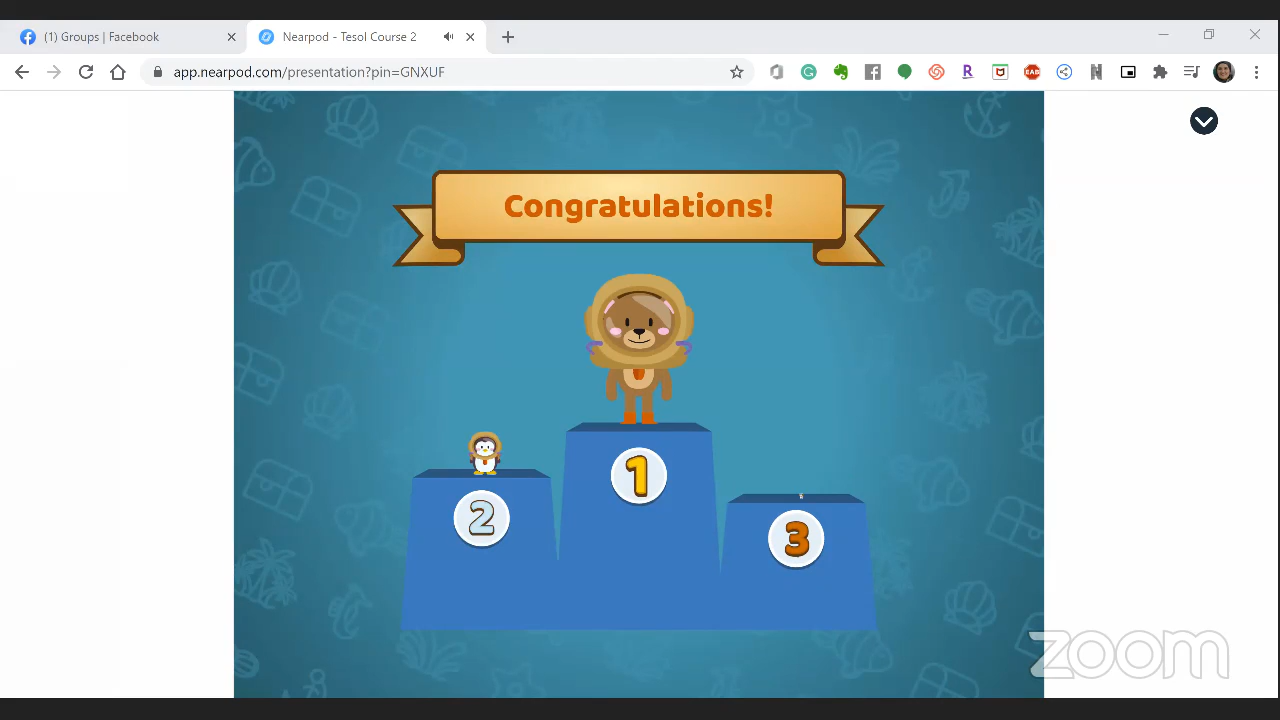 (1) Groups | Facebook
Nearpod - Tesol Course 2
app.nearpod.com/presentation?pin=GNXUF
Congratulations!
1
2
3
zoom